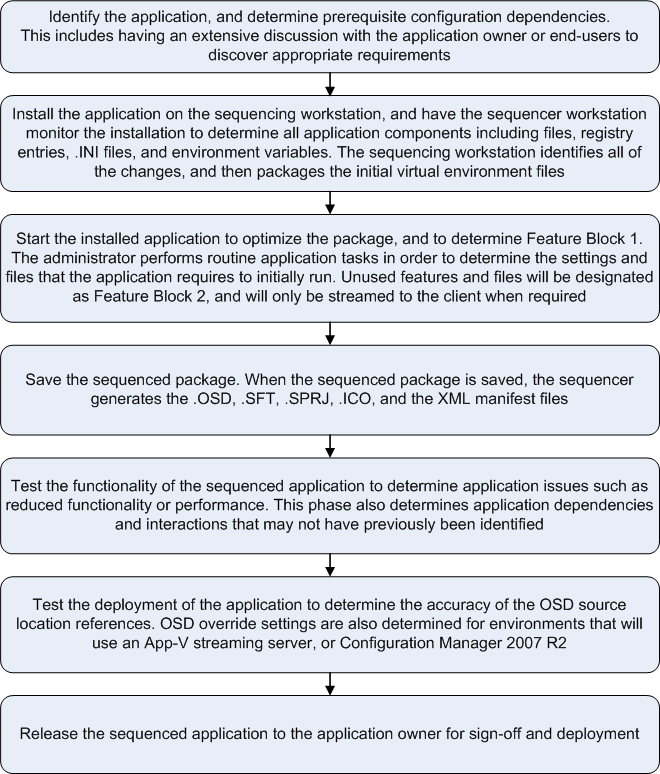 Identify the application, and determine prerequisite configuration dependencies.
This includes having an extensive discussion with the application owner or end-users to
discover appropriate requirements
Install the application on the sequencing workstation, and have the sequencer workstation
monitor the installation to determine all application components including files, registry
entries, .INI files, and environment variables. The sequencing workstation identifies all of
the changes, and then packages the initial virtual environment files
Start the installed application to optimize the package, and to determine Feature Block 1.
The administrator performs routine application tasks in order to determine the settings and
files that the application requires to initially run. Unused features and files will be designated
as Feature Block 2, and will only be streamed to the client when required
Save the sequenced package. When the sequenced package is saved, the sequencer
generates the .OSD, .SFT, .SPRJ, .ICO, and the XML manifest files
Test the functionality of the sequenced application to determine application issues such as
reduced functionality or performance. This phase also determines application dependencies
and interactions that may not have previously been identified
Test the deployment of the application to determine the accuracy of the OSD source
location references. OSD override settings are also determined for environments that will
use an App-V streaming server, or Configuration Manager 2007 R2
Release the sequenced application to the application owner for sign-off and deployment